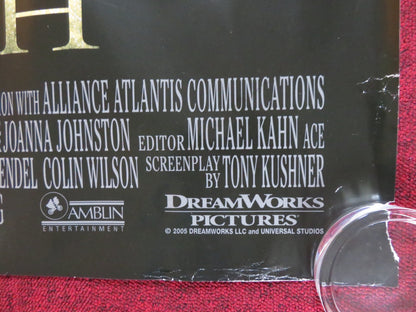 H
ION WITH ALLIANCE ATLANTIS COMMUNICATIONS
JOANNA JOHNSTON EDITOR MICHAEL KAHN ACE
ENDEL COLIN WILSON SCREENPLAY BY TONY KUSHNER
AMBLIN
ENTERTAINMENT
DREAMWORKS
PICTURES
© 2005 DREAMWORKS LLC and UNIVERSAL STUDIOS